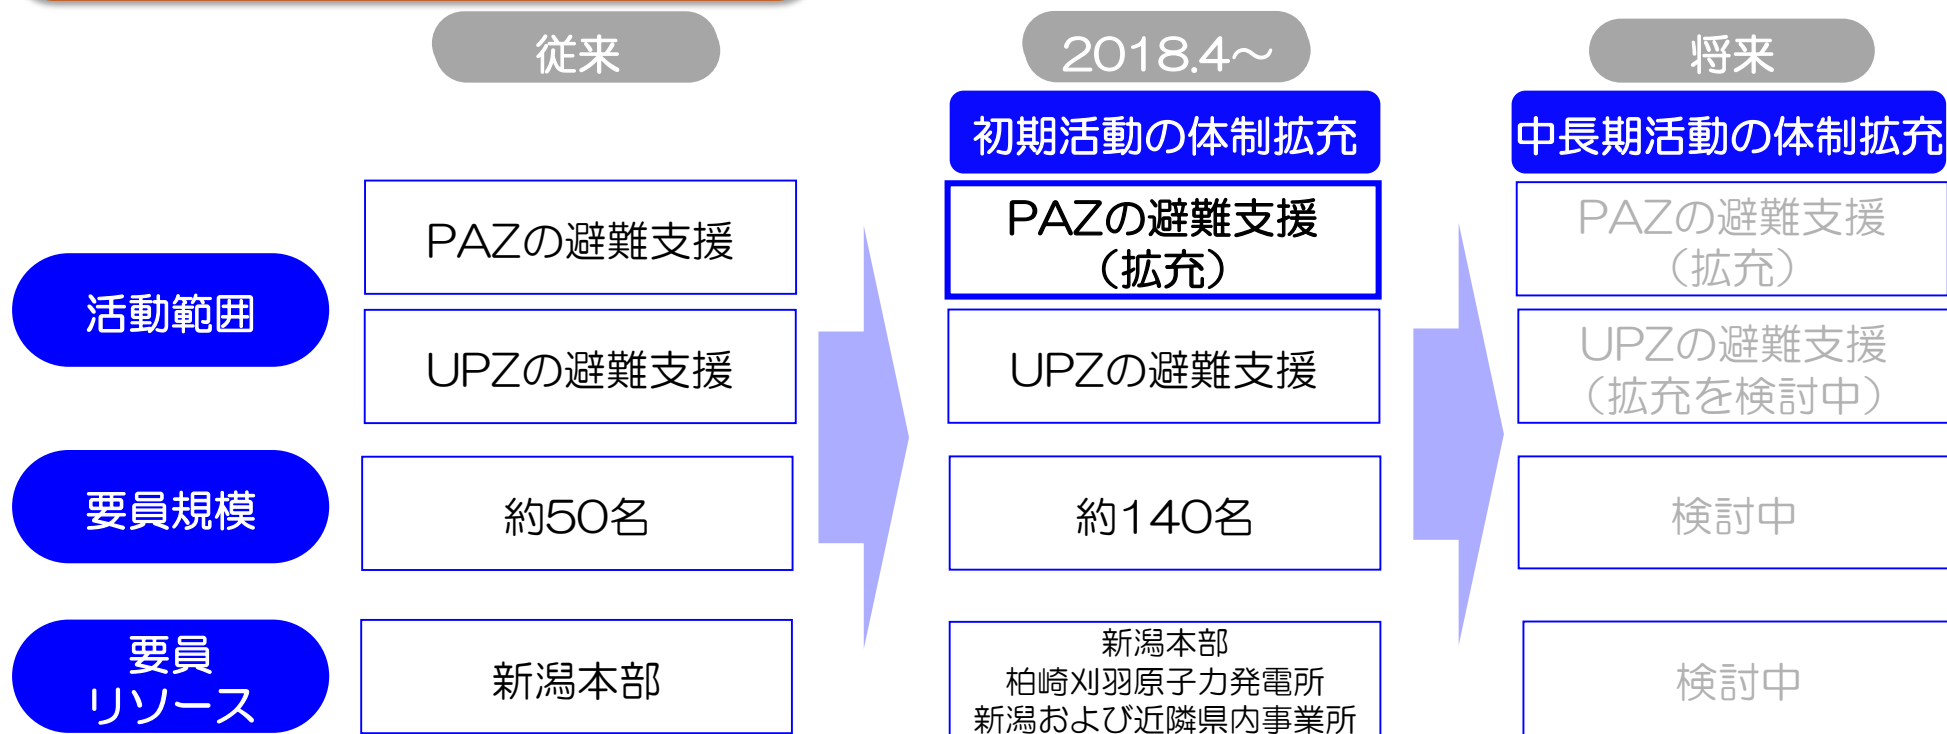 従来
2018.4～
将来
初期活動の体制拡充
中長期活動の体制拡充
活動範囲
PAZの避難支援
PAZの避難支援
（拡充）
PAZの避難支援
（拡充）
UPZの避難支援
UPZの避難支援
UPZの避難支援
（拡充を検討中）
要員規模
約50名
約140名
検討中
要員
リソース
新潟本部
新潟本部
柏崎刈羽原子力発電所
新潟および近隣県内事業所
検討中